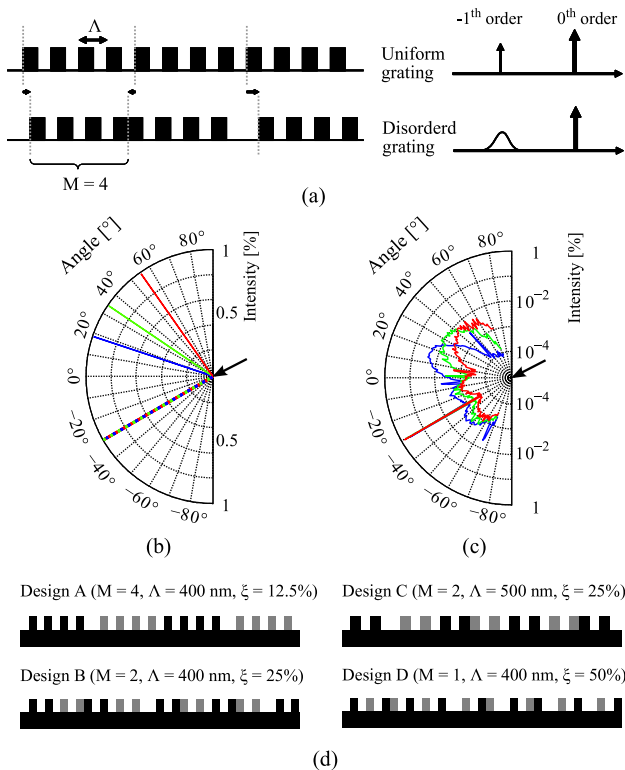 Λ
M = 4
-1th order
0th order
Uniform
grating
Disorderd
grating
(a)
Angle [°]
80°
60°
40°
20°
0°
−20°
−40°
−60°
−80°
1
0.5
0.5
1
Intensity [%]
(b)
Angle [°]
80°
60°
40°
20°
0°
−20°
−40°
−60°
−80°
1
10-2
10-4
10-4
10-2
1
Intensity [%]
(c)
Design A (M = 4, Λ = 400 nm, ξ = 12.5%)
Design B (M = 2, Λ = 400 nm, ξ = 25%)
Design C (M = 2, Λ = 500 nm, ξ = 25%)
Design D (M = 1, Λ = 400 nm, ξ = 50%)
(d)